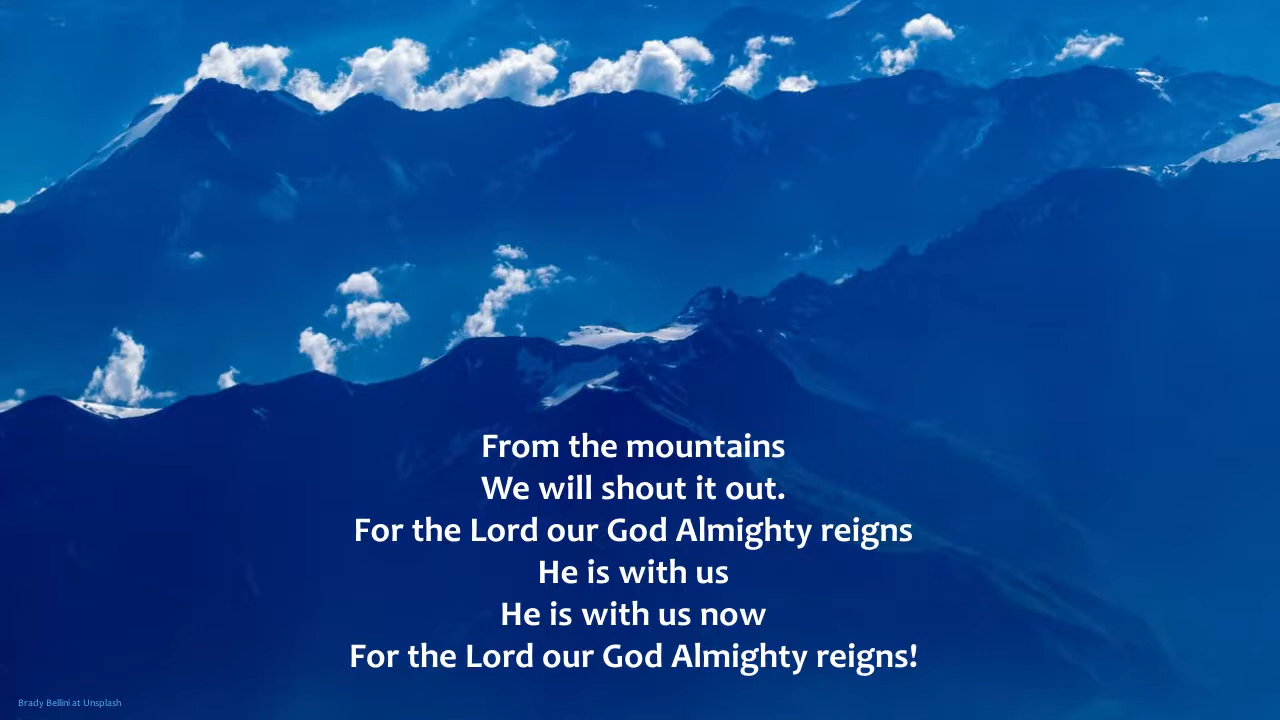 From the mountains
We will shout it out.
For the Lord our God Almighty reigns
He is with us
He is with us now
For the Lord our God Almighty reigns!
Brady Bellini at Unsplash